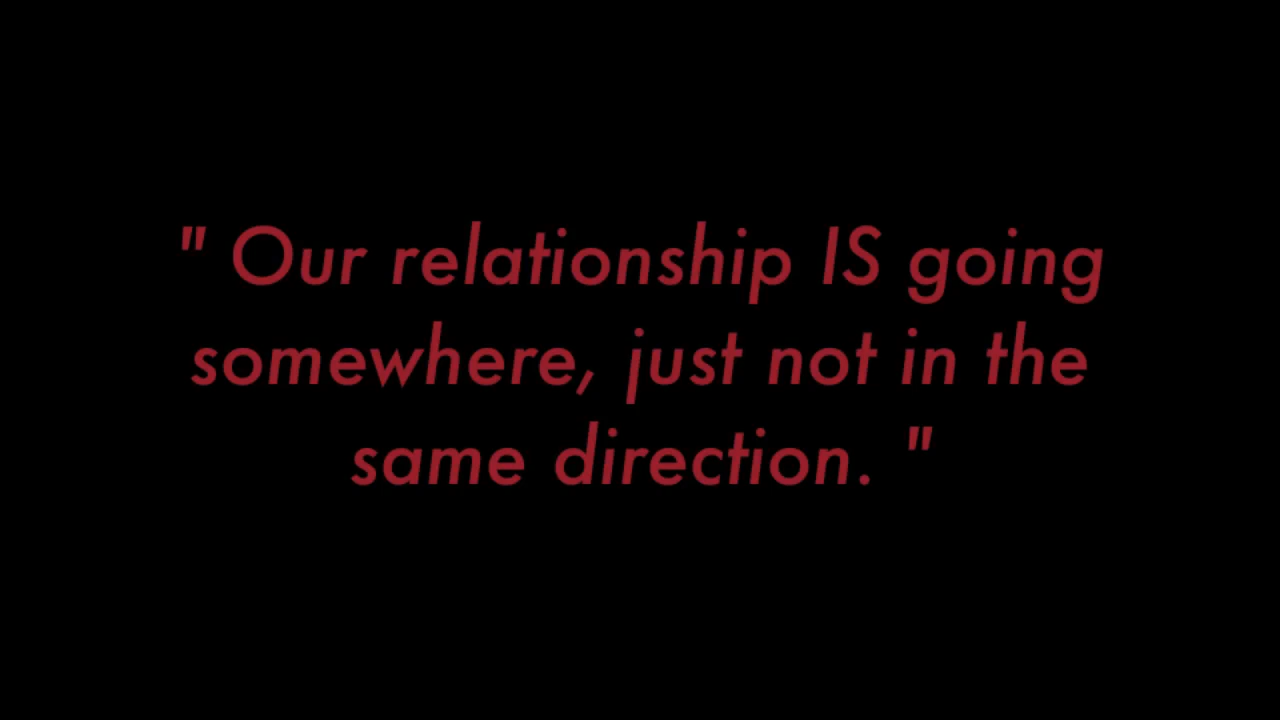 " Our relationship IS going
somewhere, just not in the
same direction. "